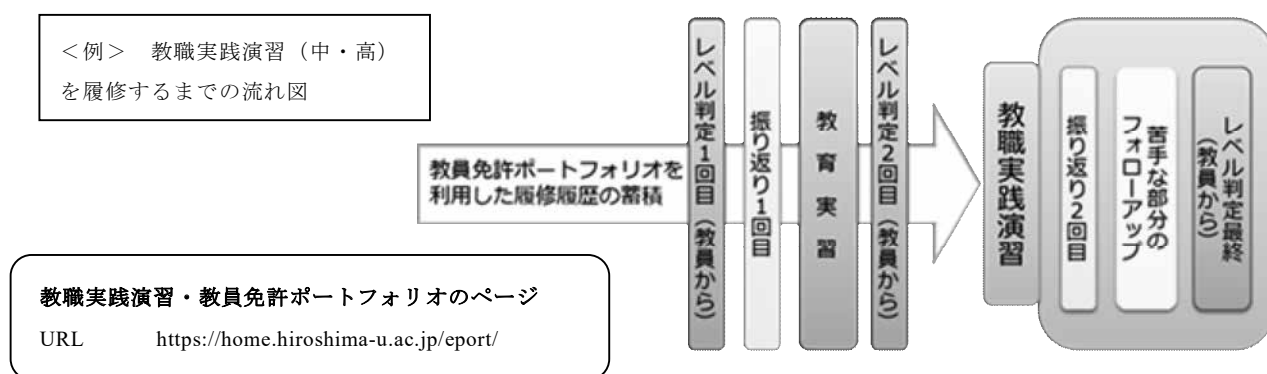 ＜例＞　教職実践演習（中・高）
を履修するまでの流れ図
教員免許ポートフォリオを
利用した履修履歴の蓄積
レベル判定1回目（教員から）
振り返り1回目
教育実習
レベル判定2回目（教員から）
教職実践演習
振り返り2回目
苦手な部分の
フォローアップ
レベル判定最終
（教員から）
教職実践演習・教員免許ポートフォリオのページ
URL　　https://home.hiroshima-u.ac.jp/eport/